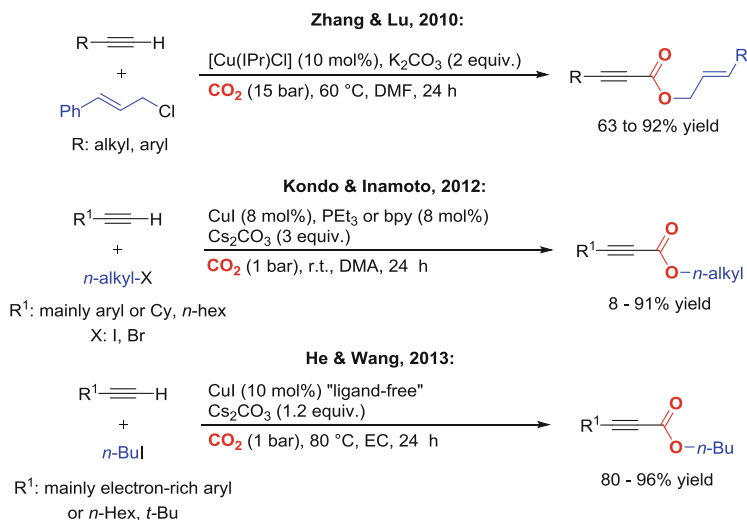 Zhang & Lu, 2010:
R H
+
Ph Cl
R: alkyl, aryl
[Cu(IPr)Cl] (10 mol%), K₂CO₃ (2 equiv.)
CO₂ (15 bar), 60 °C, DMF, 24 h
R O O R
63 to 92% yield
Kondo & Inamoto, 2012:
R¹ H
+
n-alkyl-X
R¹: mainly aryl or Cy, n-hex
X: I, Br
CuI (8 mol%), PEt₃ or bpy (8 mol%)
Cs₂CO₃ (3 equiv.)
CO₂ (1 bar), r.t., DMA, 24 h
R¹ O O n-alkyl
8 - 91% yield
He & Wang, 2013:
R¹ H
+
n-BuI
R¹: mainly electron-rich aryl
or n-Hex, t-Bu
CuI (10 mol%) "ligand-free"
Cs₂CO₃ (1.2 equiv.)
CO₂ (1 bar), 80 °C, EC, 24 h
R¹ O O n-Bu
80 - 96% yield